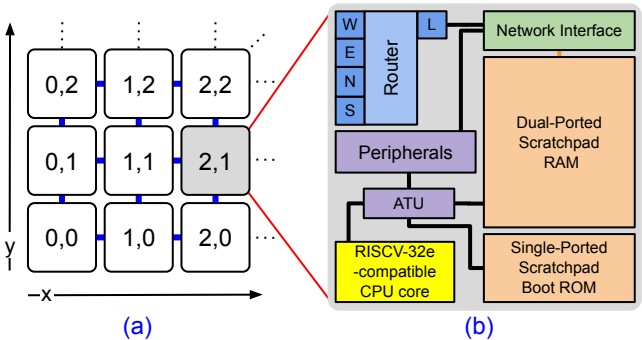 0,2
1,2
2,2
0,1
1,1
2,1
0,0
1,0
2,0
y
x
(a)
W
E
N
S
Router
L
Network Interface
Dual-Ported
Scratchpad
RAM
Peripherals
ATU
RISCV-32e
-compatible
CPU core
Single-Ported
Scratchpad
Boot ROM
(b)